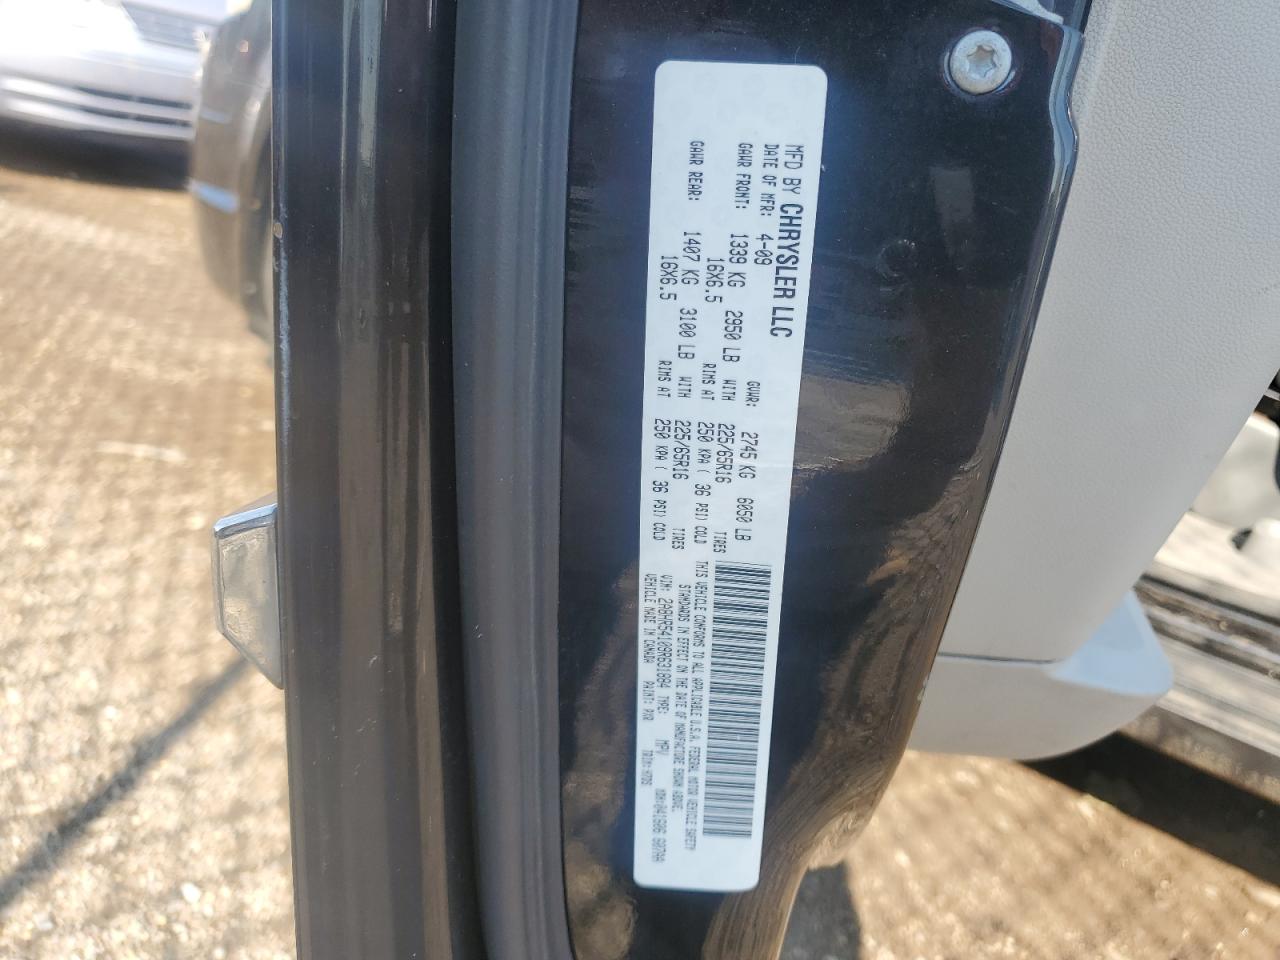 MFD BY CHRYSLER LLC
DATE OF MFR: 4-09 GVWR: 2745 KG 6050 LB
GAWR FRONT: 1339 KG 2950 LB WITH 225/65R16 TIRES
16X6.5 RIMS AT 250 KPA ( 36 PSI) COLD
GAWR REAR: 1407 KG 3100 LB WITH 225/65R16 TIRES
16X6.5 RIMS AT 250 KPA ( 36 PSI) COLD
THIS VEHICLE CONFORMS TO ALL APPLICABLE U.S.A. FEDERAL MOTOR VEHICLE SAFETY
STANDARDS IN EFFECT ON THE DATE OF MANUFACTURE SHOWN ABOVE.
VIN: 2A8HR54109R631884 TYPE: MPV
VEHICLE MADE IN CANADA PAINT: PXR